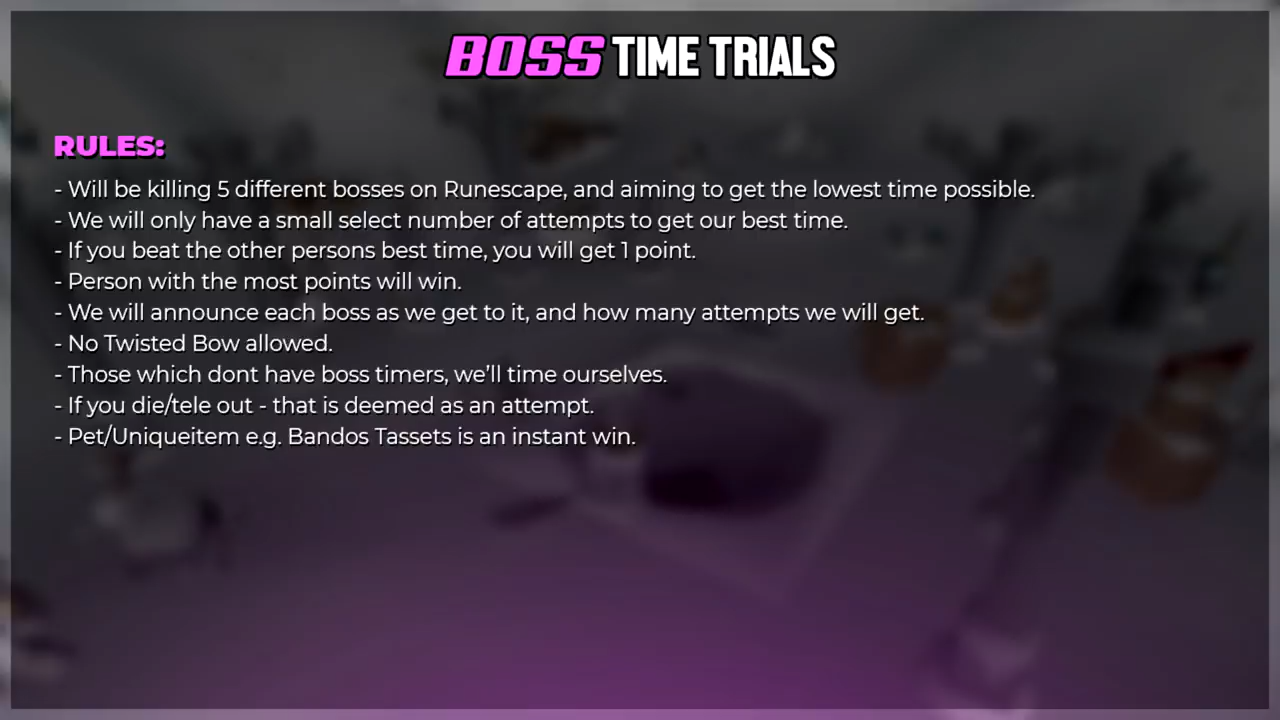 BOSS TIME TRIALS
RULES:
- Will be killing 5 different bosses on Runescape, and aiming to get the lowest time possible.
- We will only have a small select number of attempts to get our best time.
- If you beat the other persons best time, you will get 1 point.
- Person with the most points will win.
- We will announce each boss as we get to it, and how many attempts we will get.
- No Twisted Bow allowed.
- Those which dont have boss timers, we'll time ourselves.
- If you die/tele out - that is deemed as an attempt.
- Pet/Uniqueitem e.g. Bandos Tassets is an instant win.